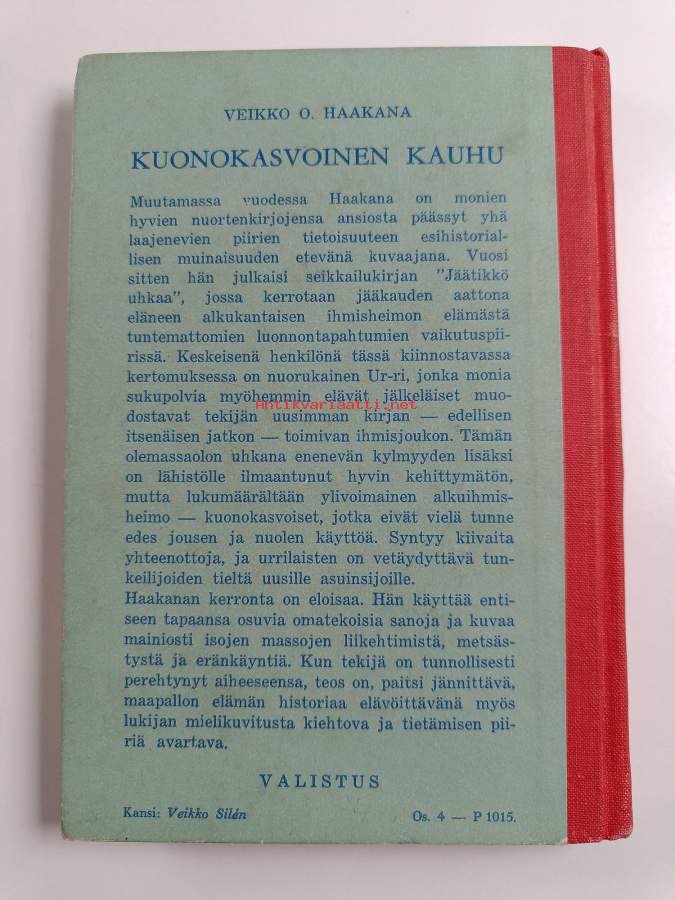 VEIKKO O. HAAKANA
KUONOKASVOINEN KAUHU
Muutamassa vuodessa Haakana on monien
hyvien nuortenkirjojensa ansiosta päässyt yhä
laajenevien piirien tietoisuuteen esihistorial-
lisen muinaisuuden etevänä kuvaajana. Vuosi
sitten hän julkaisi seikkailukirjan "Jäätikkö
uhkaa", jossa kerrotaan jääkauden aattona
eläneen alkukantaisen ihmisheimon elämästä
tuntemattomien luonnontapahtumien vaikutuspii-
rissä. Keskeisenä henkilönä tässä kiinnostavassa
kertomuksessa on nuorukainen Ur-ri, jonka monia
sukupolvia myöhemmin elävät jälkeläiset muo-
Antikvariaatti.net
dostavat tekijän uusimman kirjan — edellisen
itsenäisen jatkon — toimivan ihmisjoukon. Tämän
olemassaolon uhkana enenevän kylmyyden lisäksi
on lähistölle ilmaantunut hyvin kehittymätön,
mutta lukumäärältään ylivoimainen alkuihmis-
heimo — kuonokasvoiset, jotka eivät vielä tunne
edes jousen ja nuolen käyttöä. Syntyy kiivaita
yhteenottoja, ja urrilaisten on vetäydyttävä tun-
keilijoiden tieltä uusille asuinsijoille.
Haakanan kerronta on eloisaa. Hän käyttää enti-
seen tapaansa osuvia omatekoisia sanoja ja kuvaa
mainiosti isojen massojen liikehtimistä, metsäs-
tystä ja eränkäyntiä. Kun tekijä on tunnollisesti
perehtynyt aiheeseensa, teos on, paitsi jännittävä,
maapallon elämän historiaa elävöittävänä myös
lukijan mielikuvitusta kiehtova ja tietämisen pii-
riä avartava.
VALISTUS
Kansi: Veikko Silén
Os. 4 — P 1015.